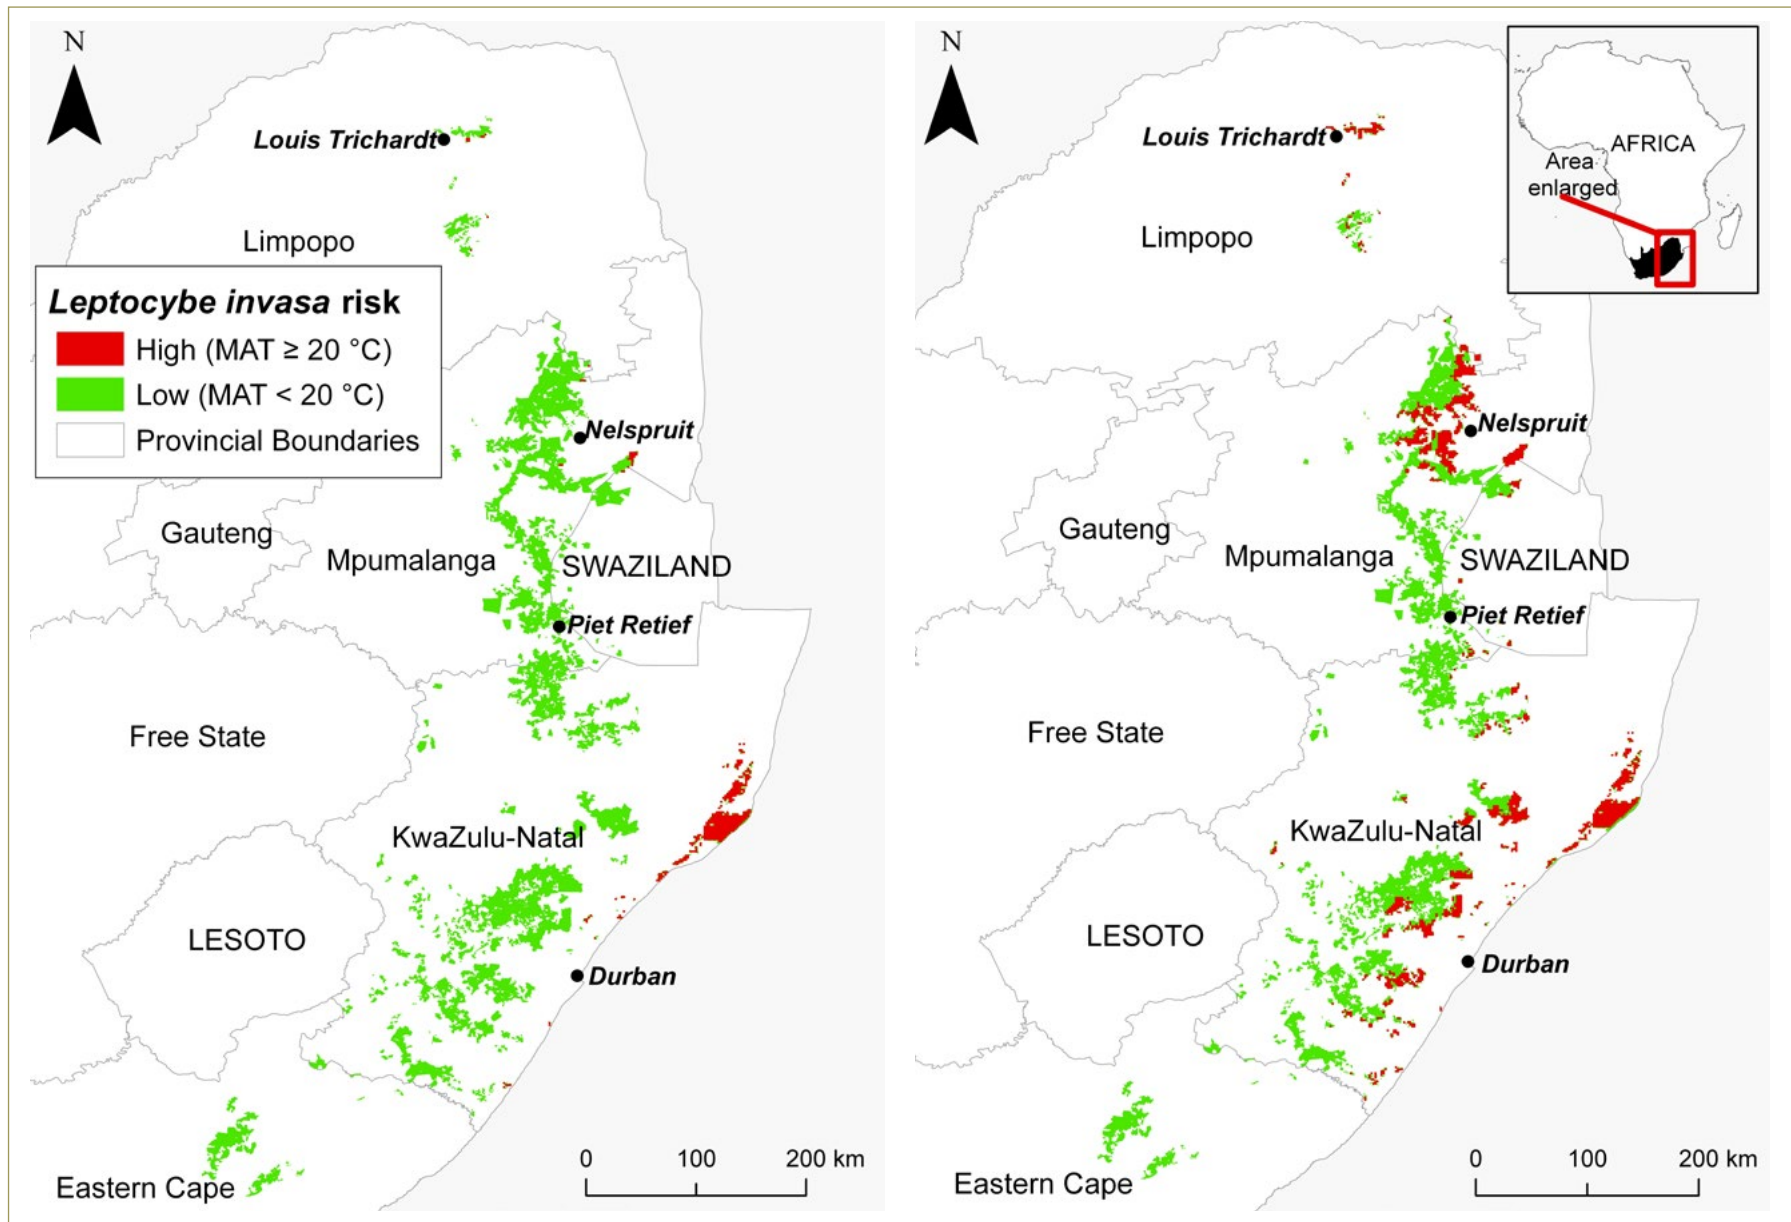 N
Louis Trichardt
Limpopo
Leptocybe invasa risk
High (MAT ≥ 20 °C)
Low (MAT < 20 °C)
Provincial Boundaries
Nelspruit
Gauteng
Mpumalanga
SWAZILAND
Piet Retief
Free State
KwaZulu-Natal
LESOTO
Durban
Eastern Cape
0 100 200 km
N
Louis Trichardt
Limpopo
AFRICA
Area
enlarged
Nelspruit
Gauteng
Mpumalanga
SWAZILAND
Piet Retief
Free State
KwaZulu-Natal
LESOTO
Durban
Eastern Cape
0 100 200 km